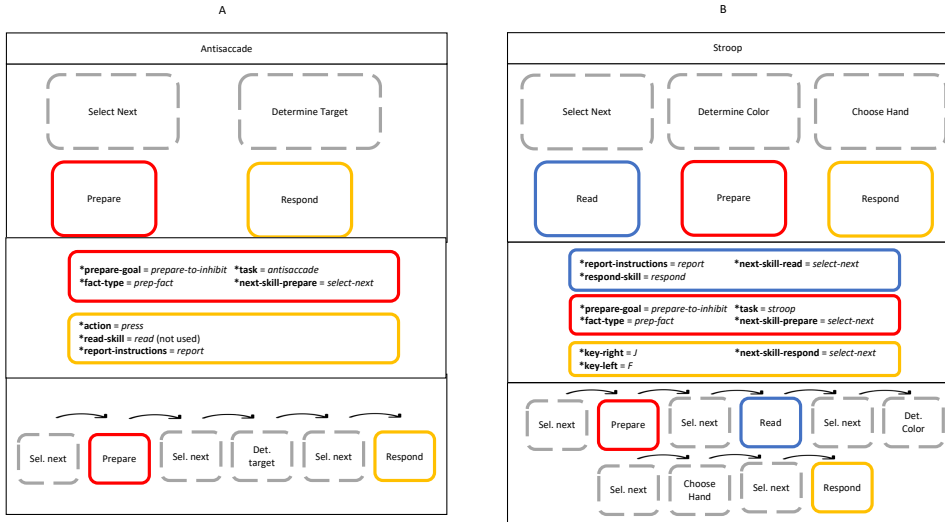 A
Antisaccade
Select Next
Determine Target
Prepare
Respond
*prepare-goal = prepare-to-inhibit *task = antisaccade
*fact-type = prep-fact *next-skill-prepare = select-next
*action = press
*read-skill = read (not used)
*report-instructions = report
Sel. next
Prepare
Sel. next
Det.
target
Sel. next
Respond
B
Stroop
Select Next
Determine Color
Choose Hand
Read
Prepare
Respond
*report-instructions = report *next-skill-read = select-next
*respond-skill = respond
*prepare-goal = prepare-to-inhibit *task = stroop
*fact-type = prep-fact *next-skill-prepare = select-next
*key-right = J *next-skill-respond = select-next
*key-left = F
Sel. next
Prepare
Sel. next
Read
Sel. next
Det.
Color
Sel. next
Choose
Hand
Sel. next
Respond